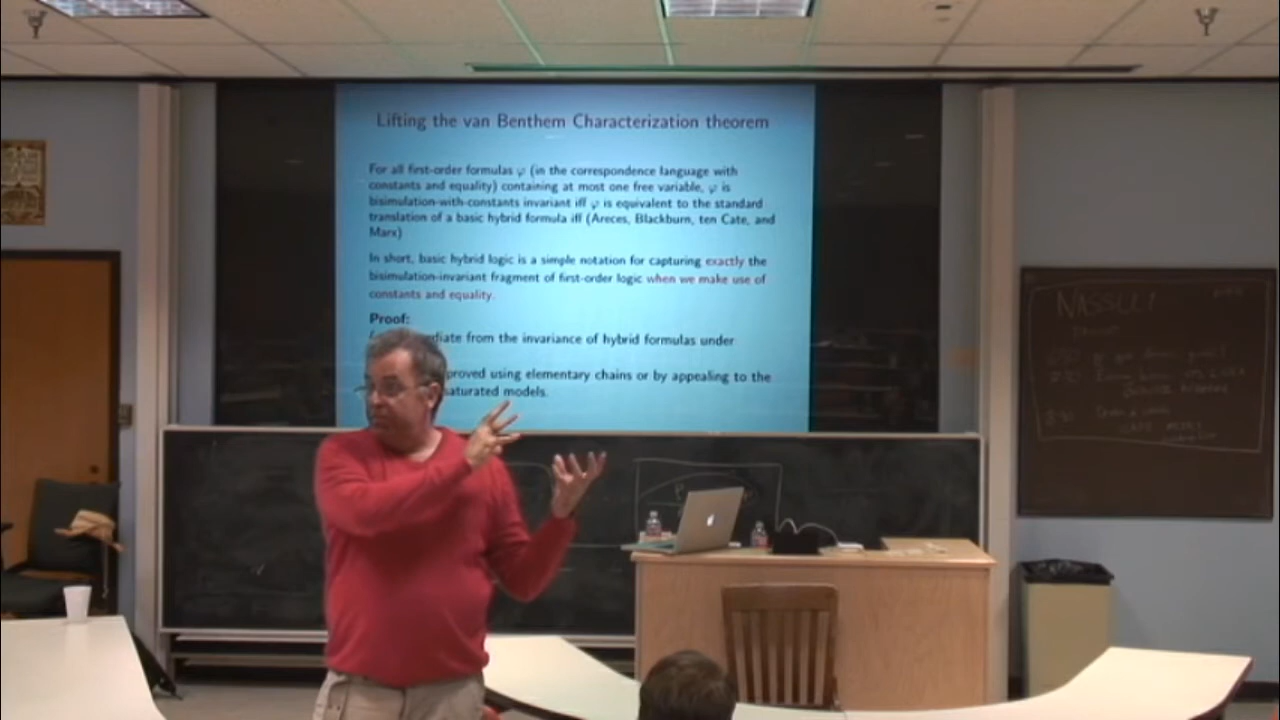 Lifting the van Benthem Characterization theorem
For all first-order formulas φ (in the correspondence language with
constants and equality) containing at most one free variable, φ is
bisimulation-with-constants invariant iff φ is equivalent to the standard
translation of a basic hybrid formula iff (Areces, Blackburn, ten Cate, and
Marx)
In short, basic hybrid logic is a simple notation for capturing exactly the
bisimulation-invariant fragment of first-order logic when we make use of
constants and equality.
Proof:
diate from the invariance of hybrid formulas under
proved using elementary chains or by appealing to the
saturated models.
NASSLLI